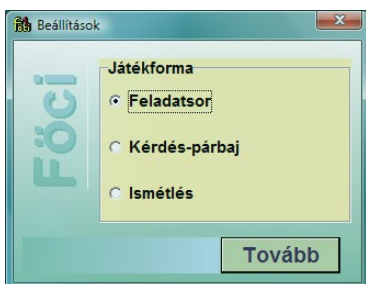 Beállítások
Föci
Játékforma
Feladatsor
Kérdés-párbaj
Ismétlés
Tovább